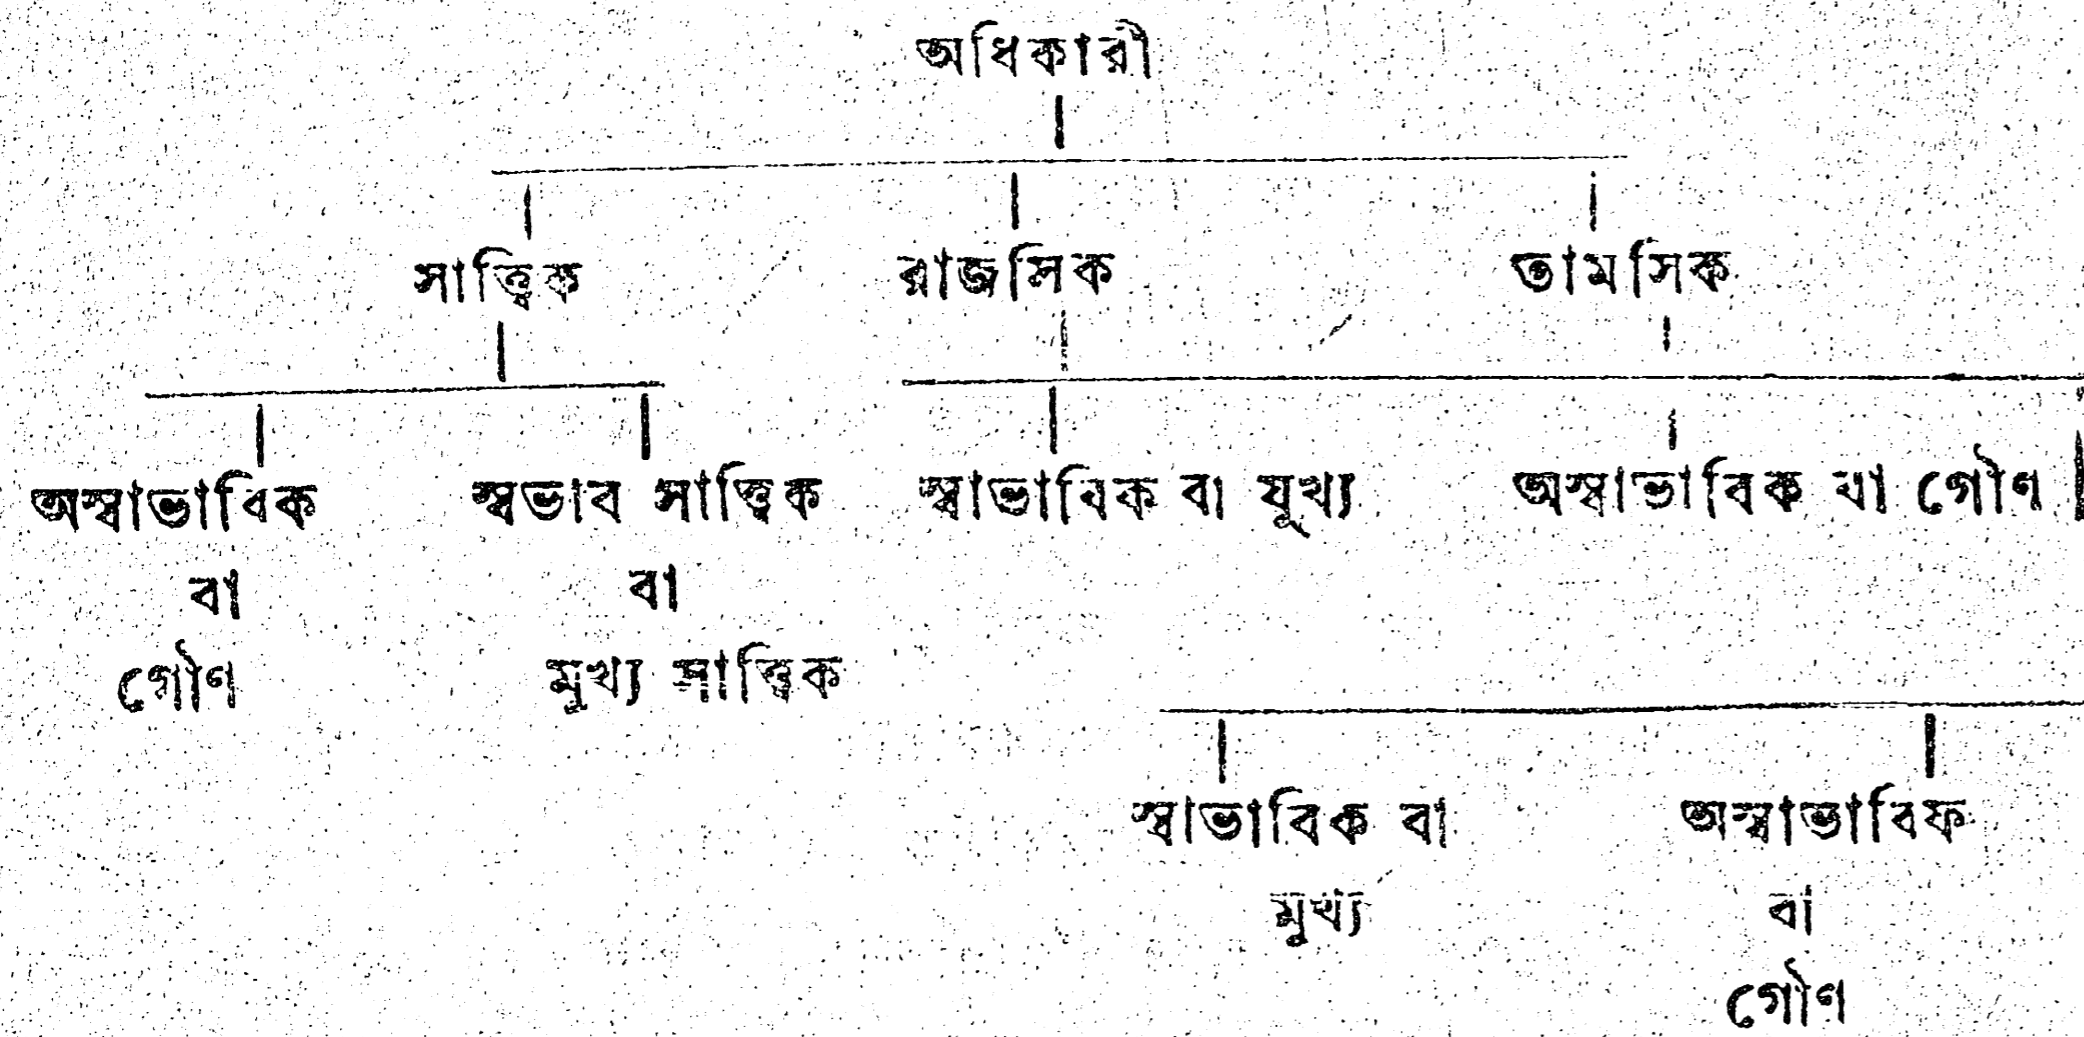 অধিকারী
সাত্ত্বিক রাজসিক তামসিক
অস্বাভাবিক স্বভাব সাত্ত্বিক স্বাভাবিক বা যূখ্য অস্বাভাবিক বা গৌণ
বা বা
গৌণ মুখ্য সাত্ত্বিক
স্বাভাবিক বা অস্বাভাবিফ
মুখ্য বা
গৌণ